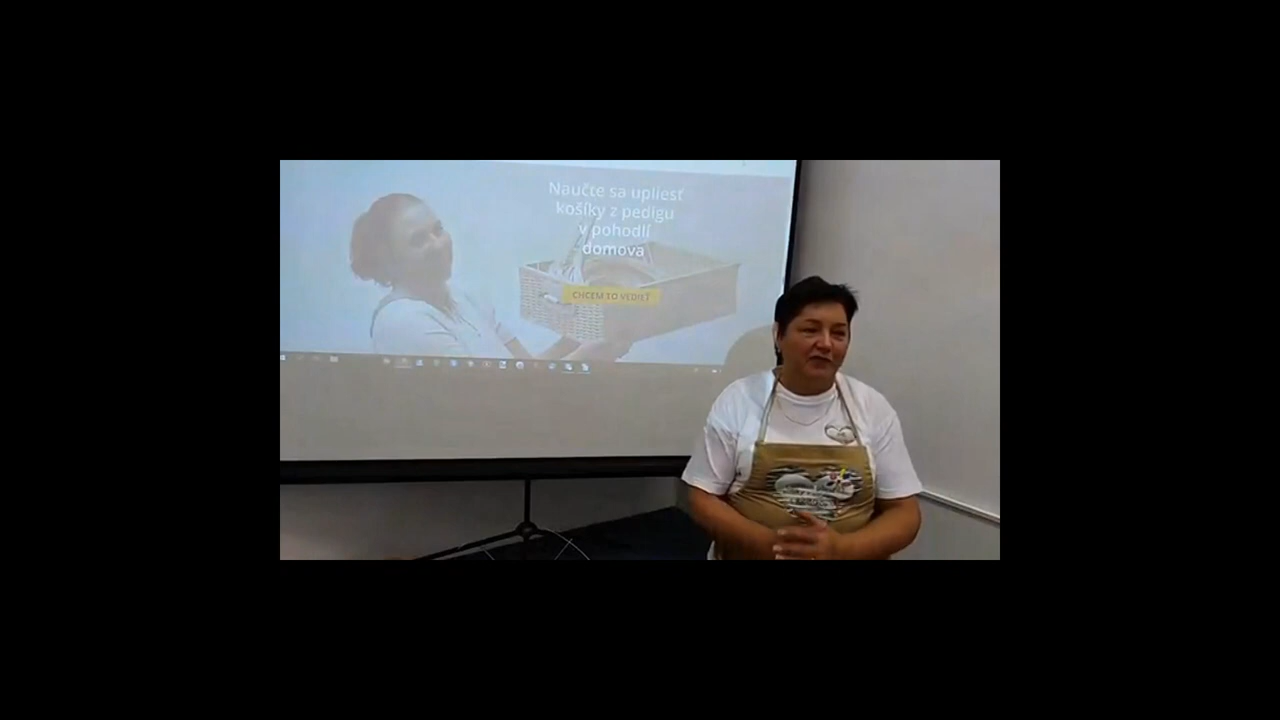 Naučte sa upliesť
košíky z pedigu
v pohodlí
domova
CHCEM TO VEDIEŤ